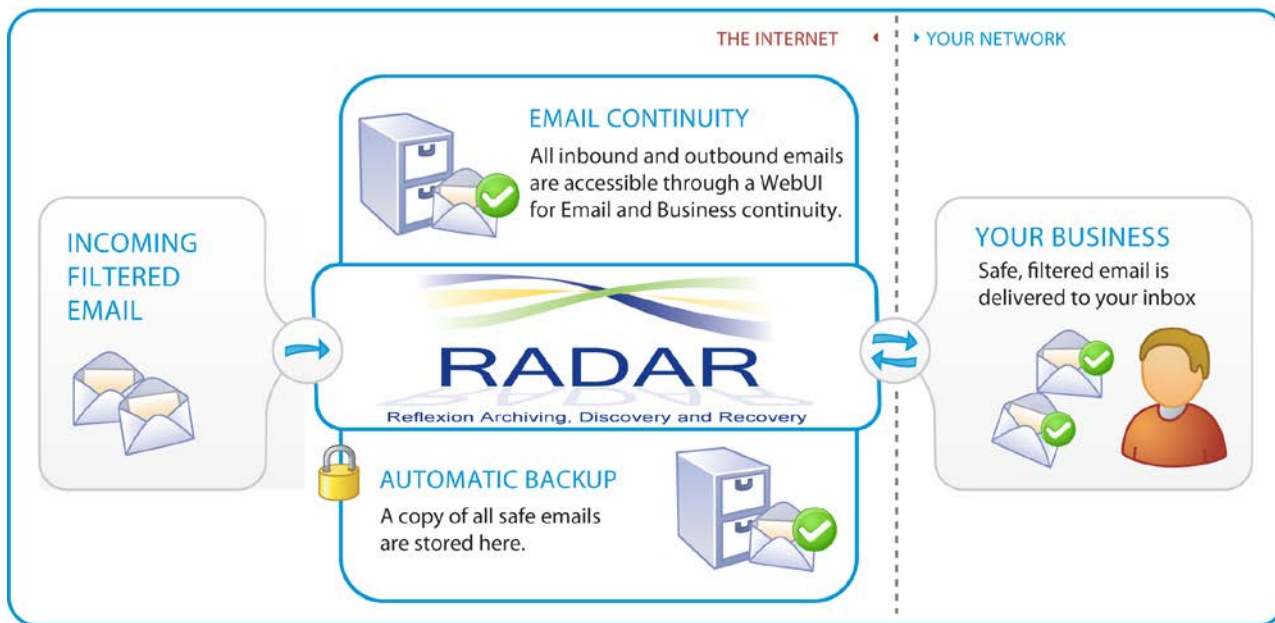 THE INTERNET
YOUR NETWORK
EMAIL CONTINUITY
All inbound and outbound emails
are accessible through a WebUI
for Email and Business continuity.
INCOMING
FILTERED
EMAIL
RADAR
Reflexion Archiving, Discovery and Recovery
YOUR BUSINESS
Safe, filtered email is
delivered to your inbox
AUTOMATIC BACKUP
A copy of all safe emails
are stored here.